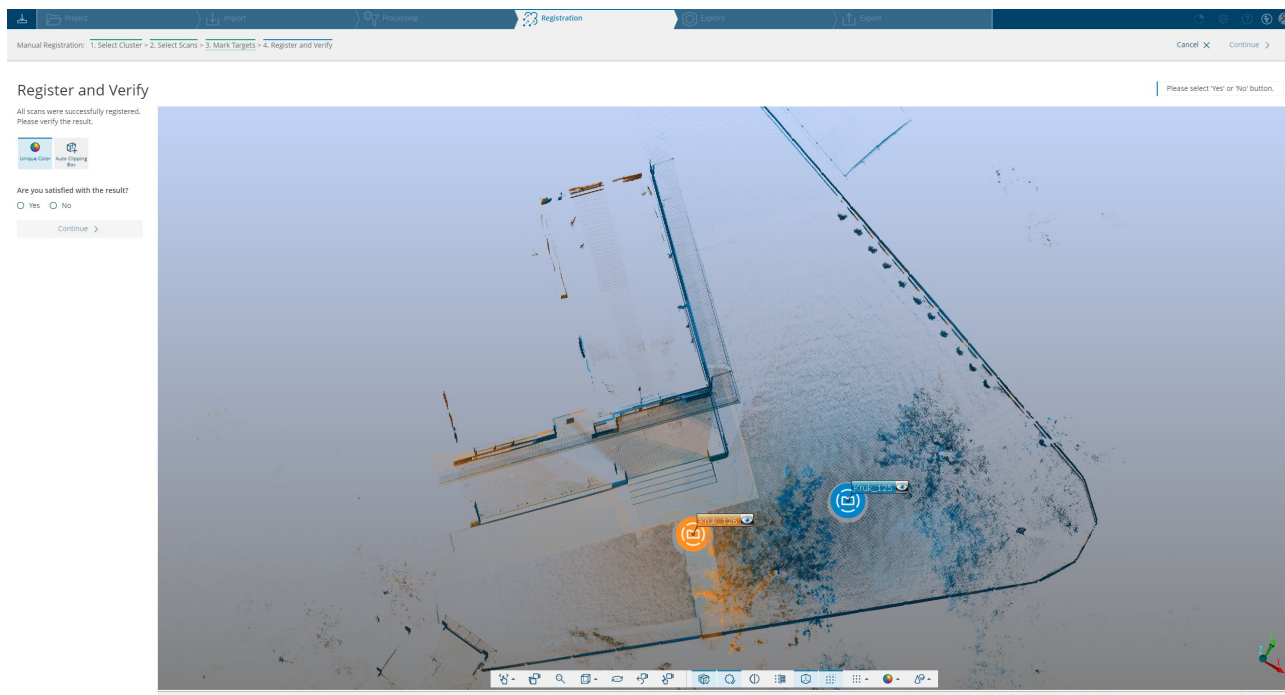 Project
Import
Processing
Registration
Explore
Export
Manual Registration: 1. Select Cluster > 2. Select Scans > 3. Mark Targets > 4. Register and Verify
Cancel X Continue >
Register and Verify
Please select 'Yes' or 'No' button.
All scans were successfully registered.
Please verify the result.
Unique Color
Auto Clipping
Box
Are you satisfied with the result?
Yes No
Continue >
Kruk_125
Kruk_126